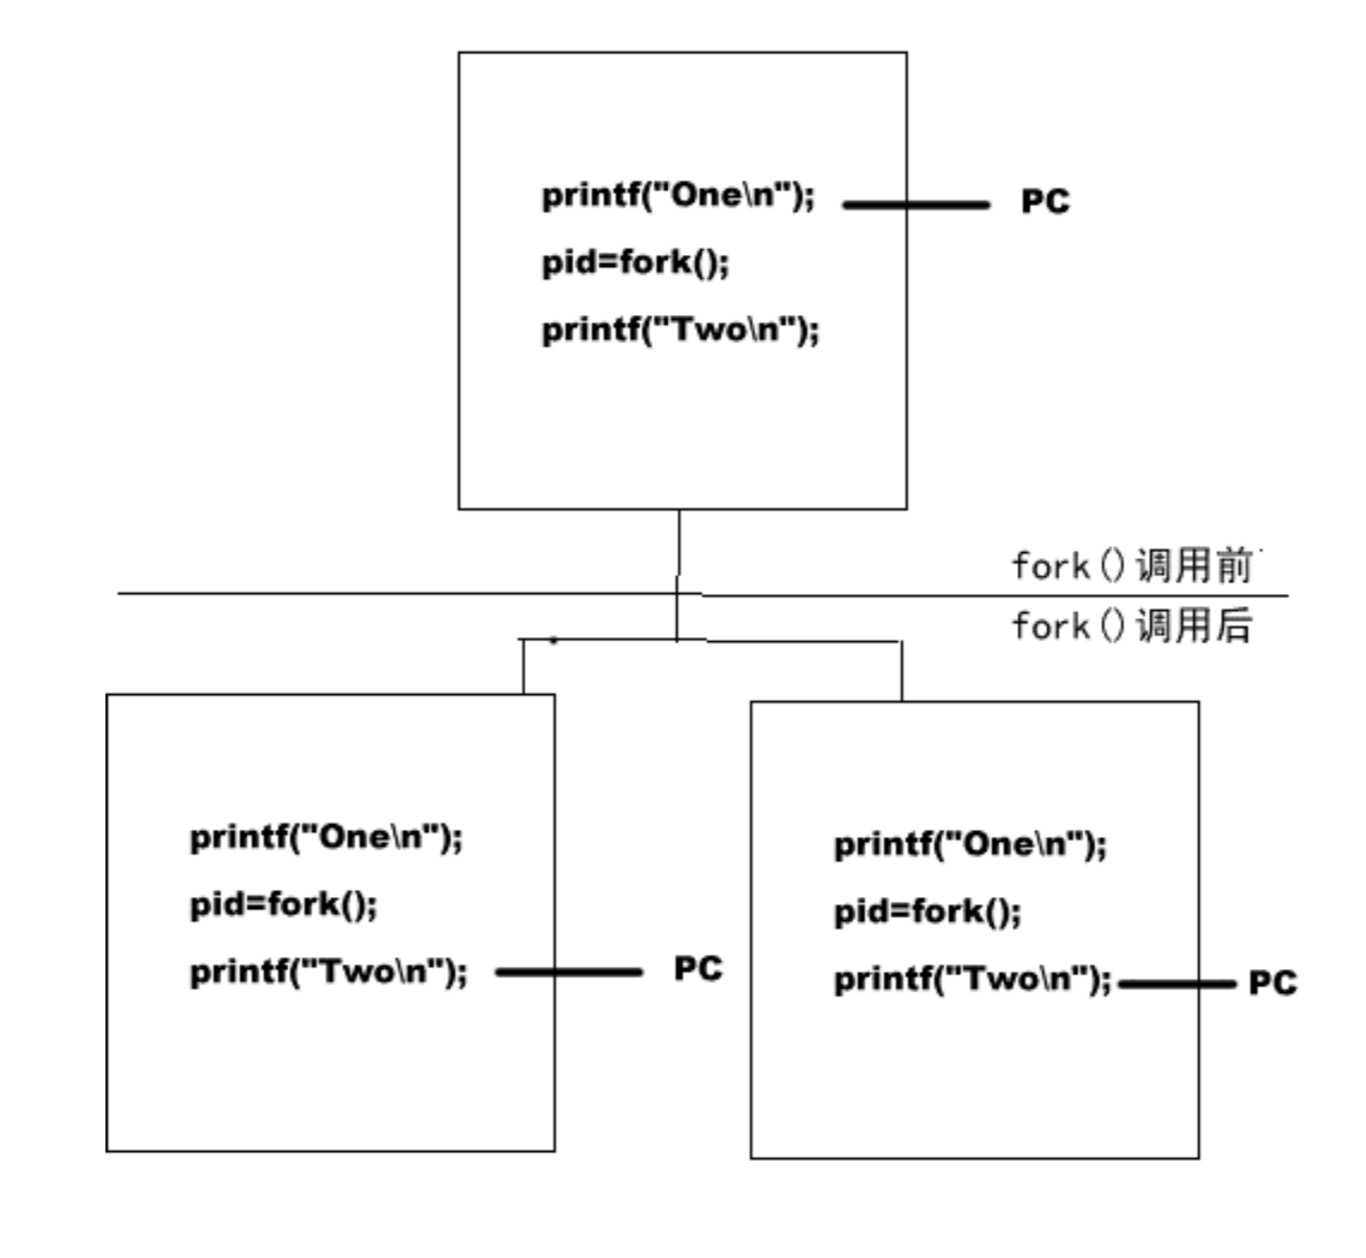 printf("One\n"); PC
pid=fork();
printf("Two\n");
fork()调用前
fork()调用后
printf("One\n");
pid=fork();
printf("Two\n"); PC
printf("One\n");
pid=fork();
printf("Two\n"); PC